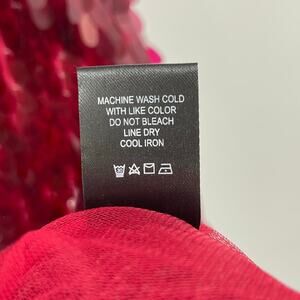 MACHINE WASH COLD
WITH LIKE COLOR
DO NOT BLEACH
LINE DRY
COOL IRON